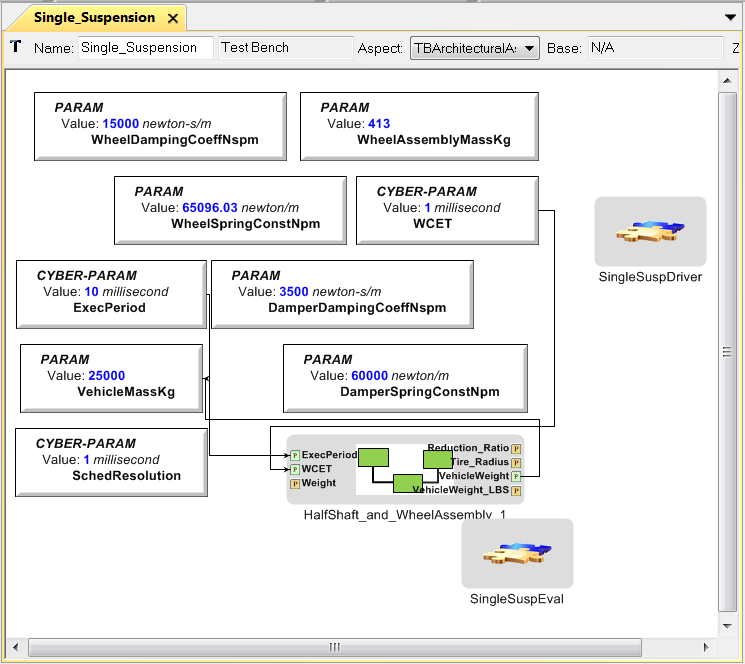 Single_Suspension
Name: Single_Suspension Test Bench Aspect: TBArchitecturalA: Base: N/A Z
PARAM
Value: 15000 newton-s/m
WheelDampingCoeffNspm
PARAM
Value: 413
WheelAssemblyMassKg
PARAM
Value: 65096.03 newton/m
WheelSpringConstNpm
CYBER-PARAM
Value: 1 millisecond
WCET
SingleSuspDriver
CYBER-PARAM
Value: 10 millisecond
ExecPeriod
PARAM
Value: 3500 newton-s/m
DamperDampingCoeffNspm
PARAM
Value: 25000
VehicleMassKg
PARAM
Value: 60000 newton/m
DamperSpringConstNpm
CYBER-PARAM
Value: 1 millisecond
SchedResolution
P ExecPeriod
P WCET
P Weight
Reduction_Ratio P
Tire_Radius P
VehicleWeight P
VehicleWeight_LBS P
HalfShaft_and_WheelAssembly_1
SingleSuspEval